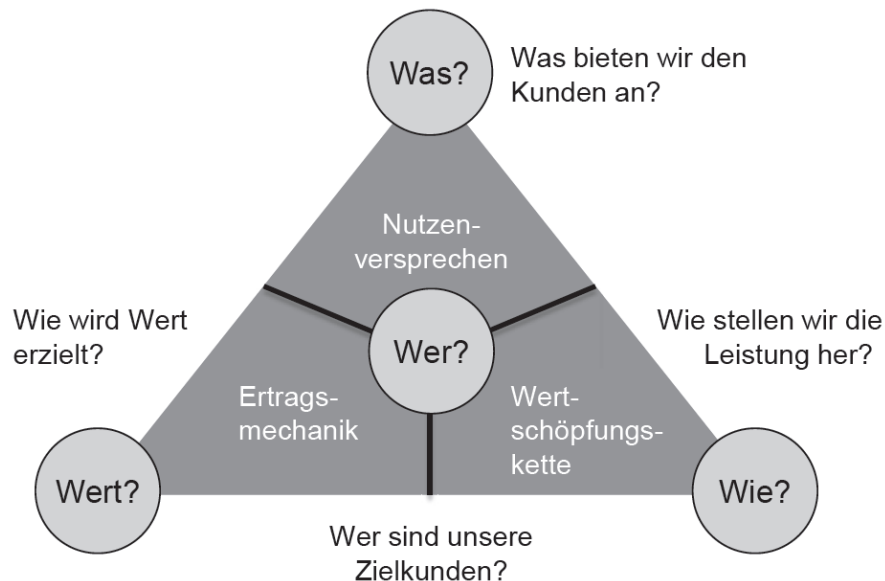 Was?
Was bieten wir den
Kunden an?
Nutzen-
versprechen
Wie wird Wert
erzielt?
Wer?
Wie stellen wir die
Leistung her?
Ertrags-
mechanik
Wert-
schöpfungs-
kette
Wert?
Wie?
Wer sind unsere
Zielkunden?